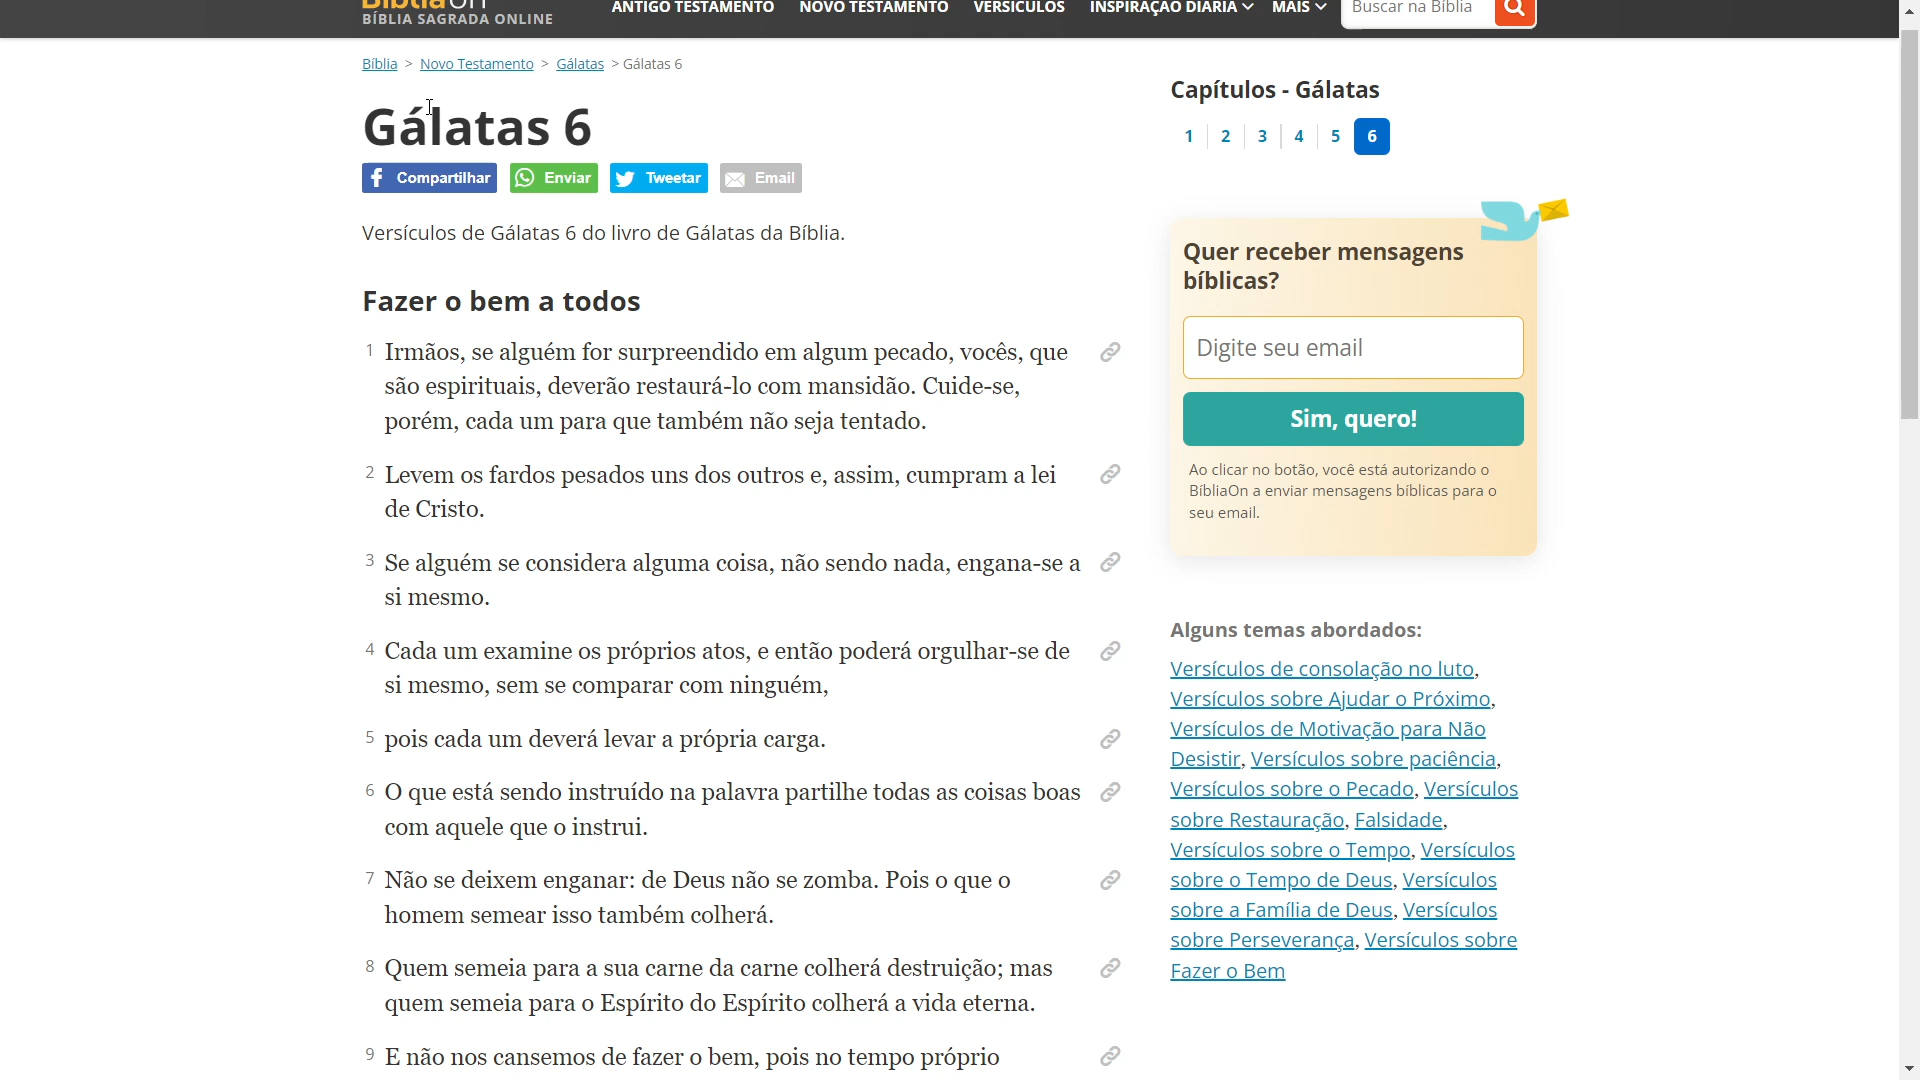 BíbliaOn
BÍBLIA SAGRADA ONLINE
ANTIGO TESTAMENTO NOVO TESTAMENTO VERSÍCULOS INSPIRAÇÃO DIÁRIA MAIS
Buscar na Bíblia
Bíblia > Novo Testamento > Gálatas > Gálatas 6
Gálatas 6
Compartilhar Enviar Tweetar Email
Versículos de Gálatas 6 do livro de Gálatas da Bíblia.
Fazer o bem a todos
1 Irmãos, se alguém for surpreendido em algum pecado, vocês, que
são espirituais, deverão restaurá-lo com mansidão. Cuide-se,
porém, cada um para que também não seja tentado.
2 Levem os fardos pesados uns dos outros e, assim, cumpram a lei
de Cristo.
3 Se alguém se considera alguma coisa, não sendo nada, engana-se a
si mesmo.
4 Cada um examine os próprios atos, e então poderá orgulhar-se de
si mesmo, sem se comparar com ninguém,
5 pois cada um deverá levar a própria carga.
6 O que está sendo instruído na palavra partilhe todas as coisas boas
com aquele que o instrui.
7 Não se deixem enganar: de Deus não se zomba. Pois o que o
homem semear isso também colherá.
8 Quem semeia para a sua carne da carne colherá destruição; mas
quem semeia para o Espírito do Espírito colherá a vida eterna.
9 E não nos cansemos de fazer o bem, pois no tempo próprio
Capítulos - Gálatas
1 2 3 4 5 6
Quer receber mensagens
bíblicas?
Digite seu email
Sim, quero!
Ao clicar no botão, você está autorizando o
BíbliaOn a enviar mensagens bíblicas para o
seu email.
Alguns temas abordados:
Versículos de consolação no luto,
Versículos sobre Ajudar o Próximo,
Versículos de Motivação para Não
Desistir, Versículos sobre paciência,
Versículos sobre o Pecado, Versículos
sobre Restauração, Falsidade,
Versículos sobre o Tempo, Versículos
sobre o Tempo de Deus, Versículos
sobre a Família de Deus, Versículos
sobre Perseverança, Versículos sobre
Fazer o Bem